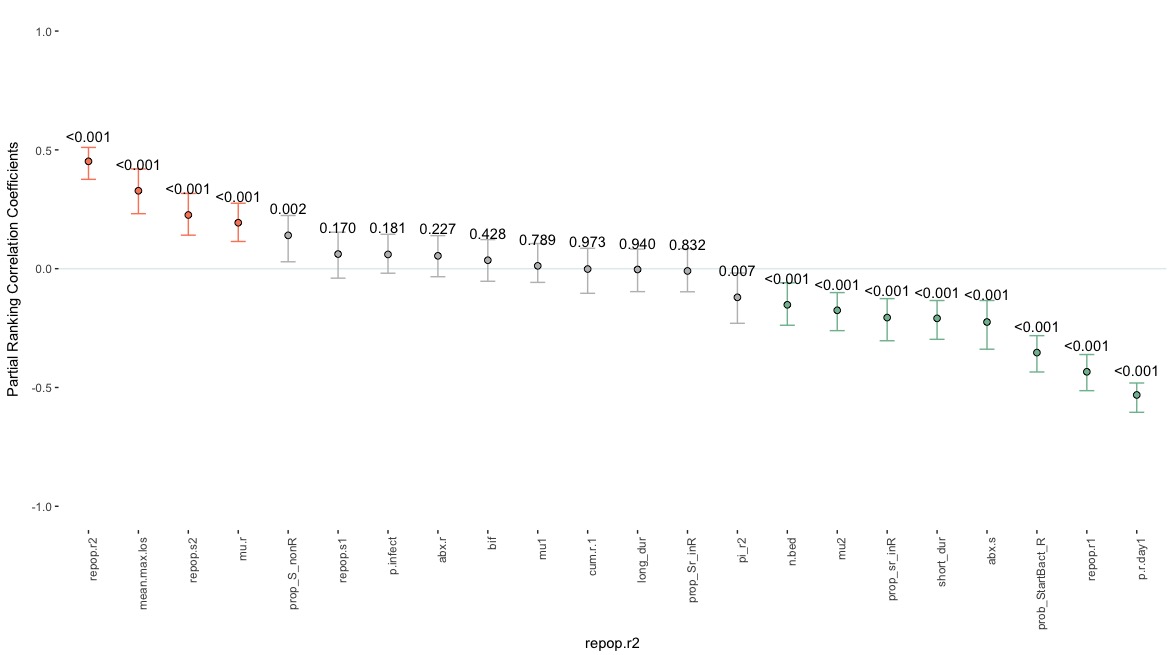 Partial Ranking Correlation Coefficients
1.0
0.5
0.0
-0.5
-1.0
<0.001
<0.001
<0.001
<0.001
0.002
0.170
0.181
0.227
0.428
0.789
0.973
0.940
0.832
0.007
<0.001
<0.001
<0.001
<0.001
<0.001
<0.001
<0.001
<0.001
repop.r2
mean.max.los
repop.s2
mu.r
prop_S_nonR
repop.s1
p.infect
abx.r
bif
mu1
cum.r.1
long_dur
prop_Sr_inR
pi_r2
n.bed
mu2
prop_sr_inR
short_dur
abx.s
prob_StartBact_R
repop.r1
p.r.day1
repop.r2